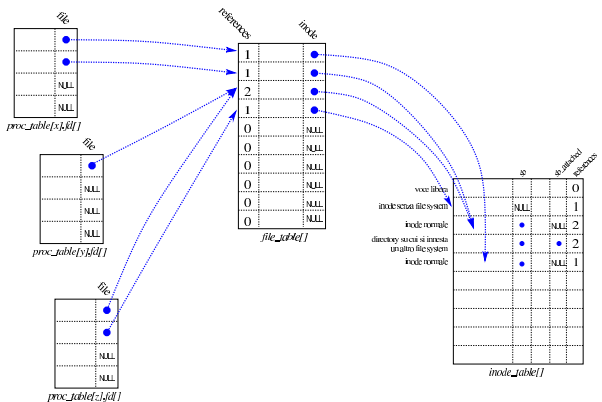 file
NULL
NULL
proc_table[x].fd[]
file
NULL
NULL
NULL
proc_table[y].fd[]
file
NULL
NULL
proc_table[z].fd[]
references
inode
1
1
2
1
0 NULL
0 NULL
0 NULL
0 NULL
0 NULL
0 NULL
file_table[]
sb
sb_attached
references
voce libera 0
inode senza file system NULL 1
inode normale NULL 2
directory su cui si innesta
un altro file system 2
inode normale NULL 1
inode_table[]